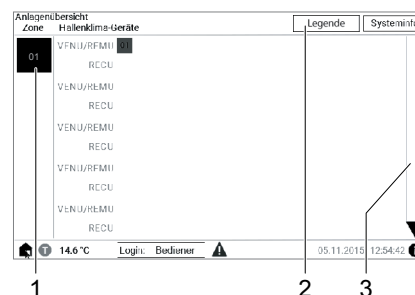 Anlagenübersicht
Zone Hallenklima-Geräte
Legende
Systeminfo
01
VENU/REMU 01
RECU
VENU/REMU
RECU
VENU/REMU
RECU
VENU/REMU
RECU
VENU/REMU
RECU
T 14.6 °C Login: Bediener 05.11.2015 12:54:42
1 2 3